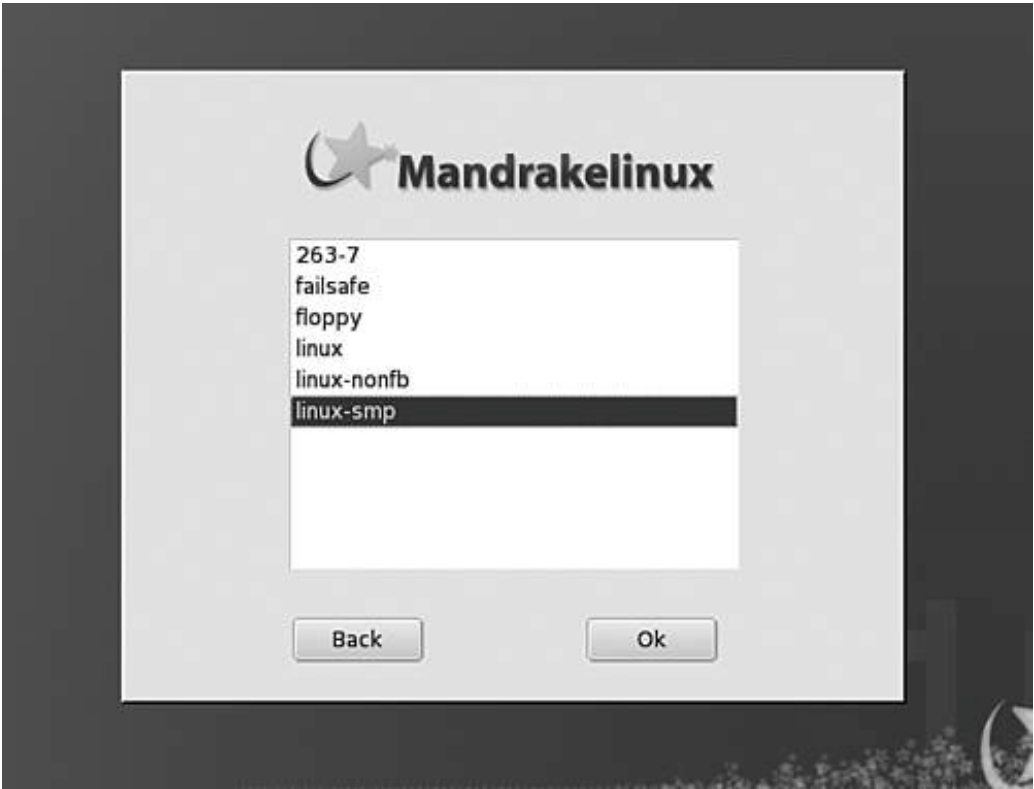 Mandrakelinux
263-7
failsafe
floppy
linux
linux-nonfb
linux-smp
Back
Ok